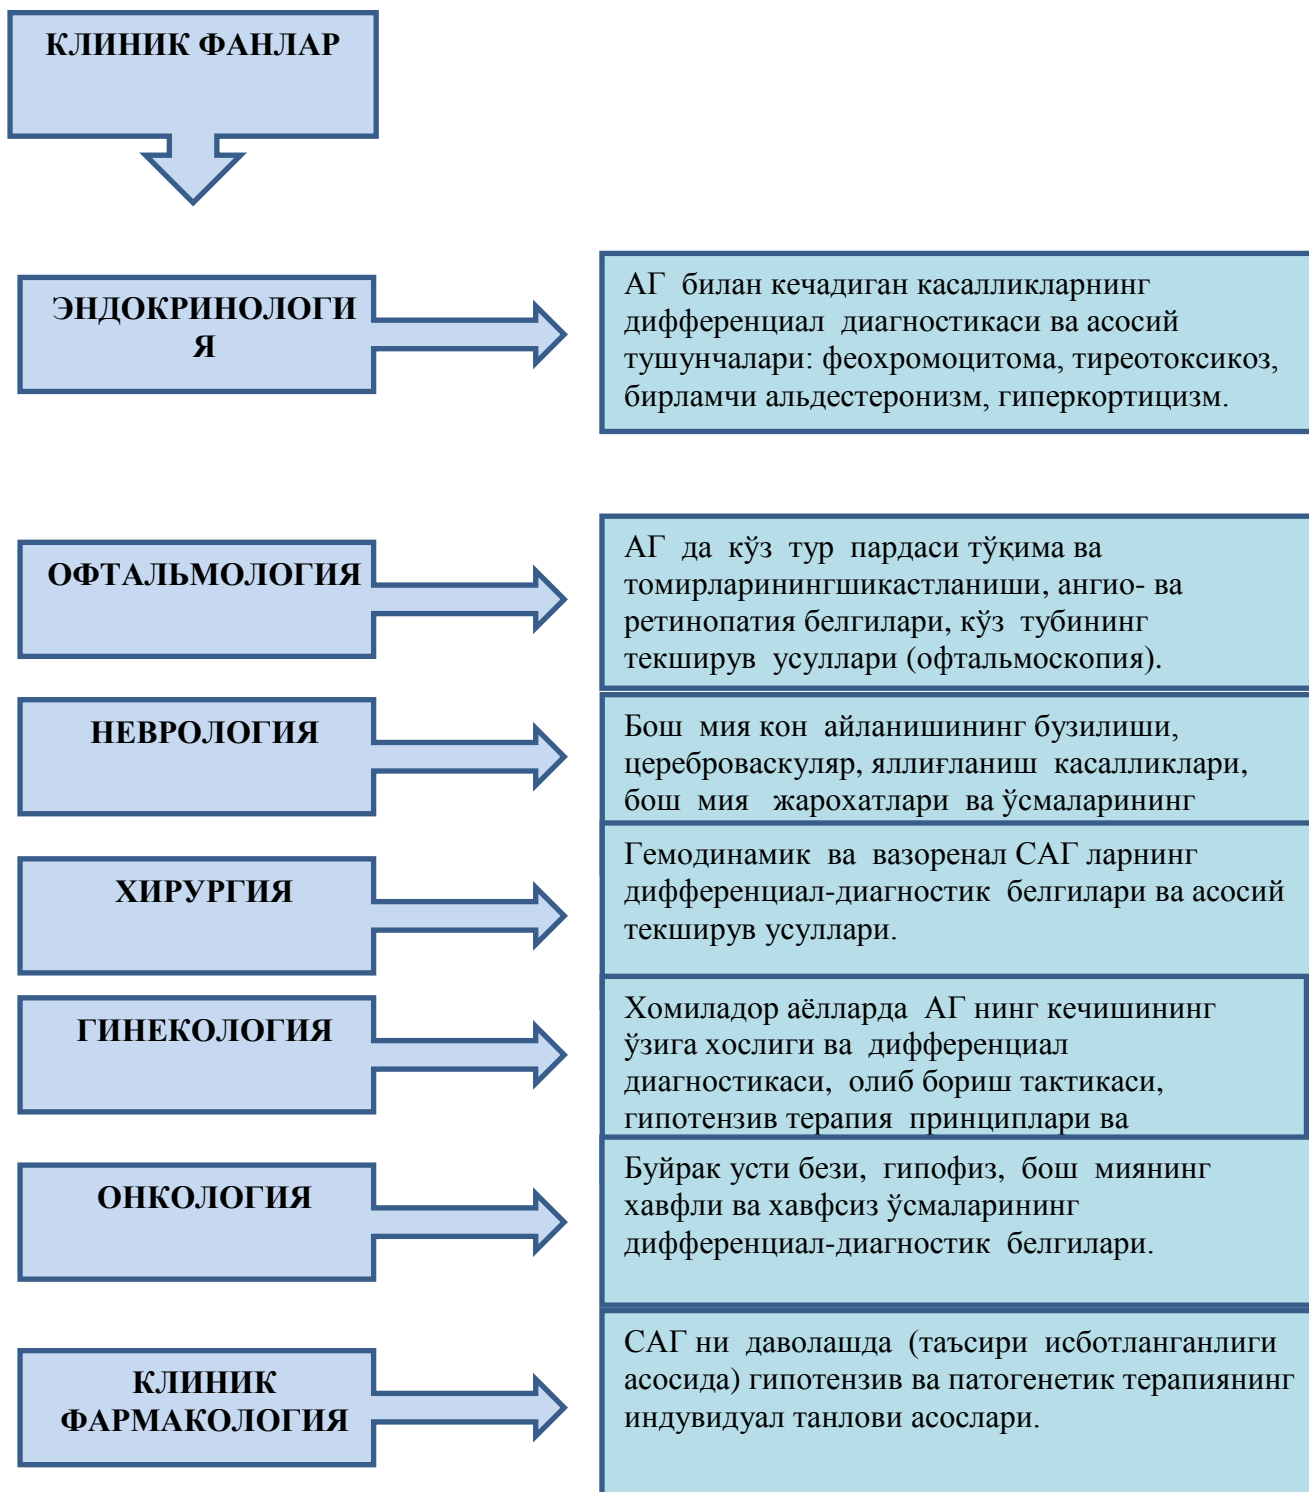 КЛИНИК ФАНЛАР
ЭНДОКРИНОЛОГИ
Я
АГ билан кечадиган касалликларнинг
дифференциал диагностикаси ва асосий
тушунчалари: феохромоцитома, тиреотоксикоз,
бирламчи альдестеронизм, гиперкортицизм.
ОФТАЛЬМОЛОГИЯ
АГ да кўз тур пардаси тўқима ва
томирларинингшикастланиши, ангио- ва
ретинопатия белгилари, кўз тубининг
текширув усуллари (офтальмоскопия).
НЕВРОЛОГИЯ
Бош мия кон айланишининг бузилиши,
цереброваскуляр, яллиғланиш касалликлари,
бош мия жарохатлари ва ўсмаларининг
ХИРУРГИЯ
Гемодинамик ва вазоренал САГ ларнинг
дифференциал-диагностик белгилари ва асосий
текширув усуллари.
ГИНЕКОЛОГИЯ
Хомиладор аёлларда АГ нинг кечишининг
ўзига хослиги ва дифференциал
диагностикаси, олиб бориш тактикаси,
гипотензив терапия принциплари ва
ОНКОЛОГИЯ
Буйрак усти бези, гипофиз, бош миянинг
хавфли ва хавфсиз ўсмаларининг
дифференциал-диагностик белгилари.
КЛИНИК
ФАРМАКОЛОГИЯ
САГ ни даволашда (таъсири исботланганлиги
асосида) гипотензив ва патогенетик терапиянинг
индувидуал танлови асослари.